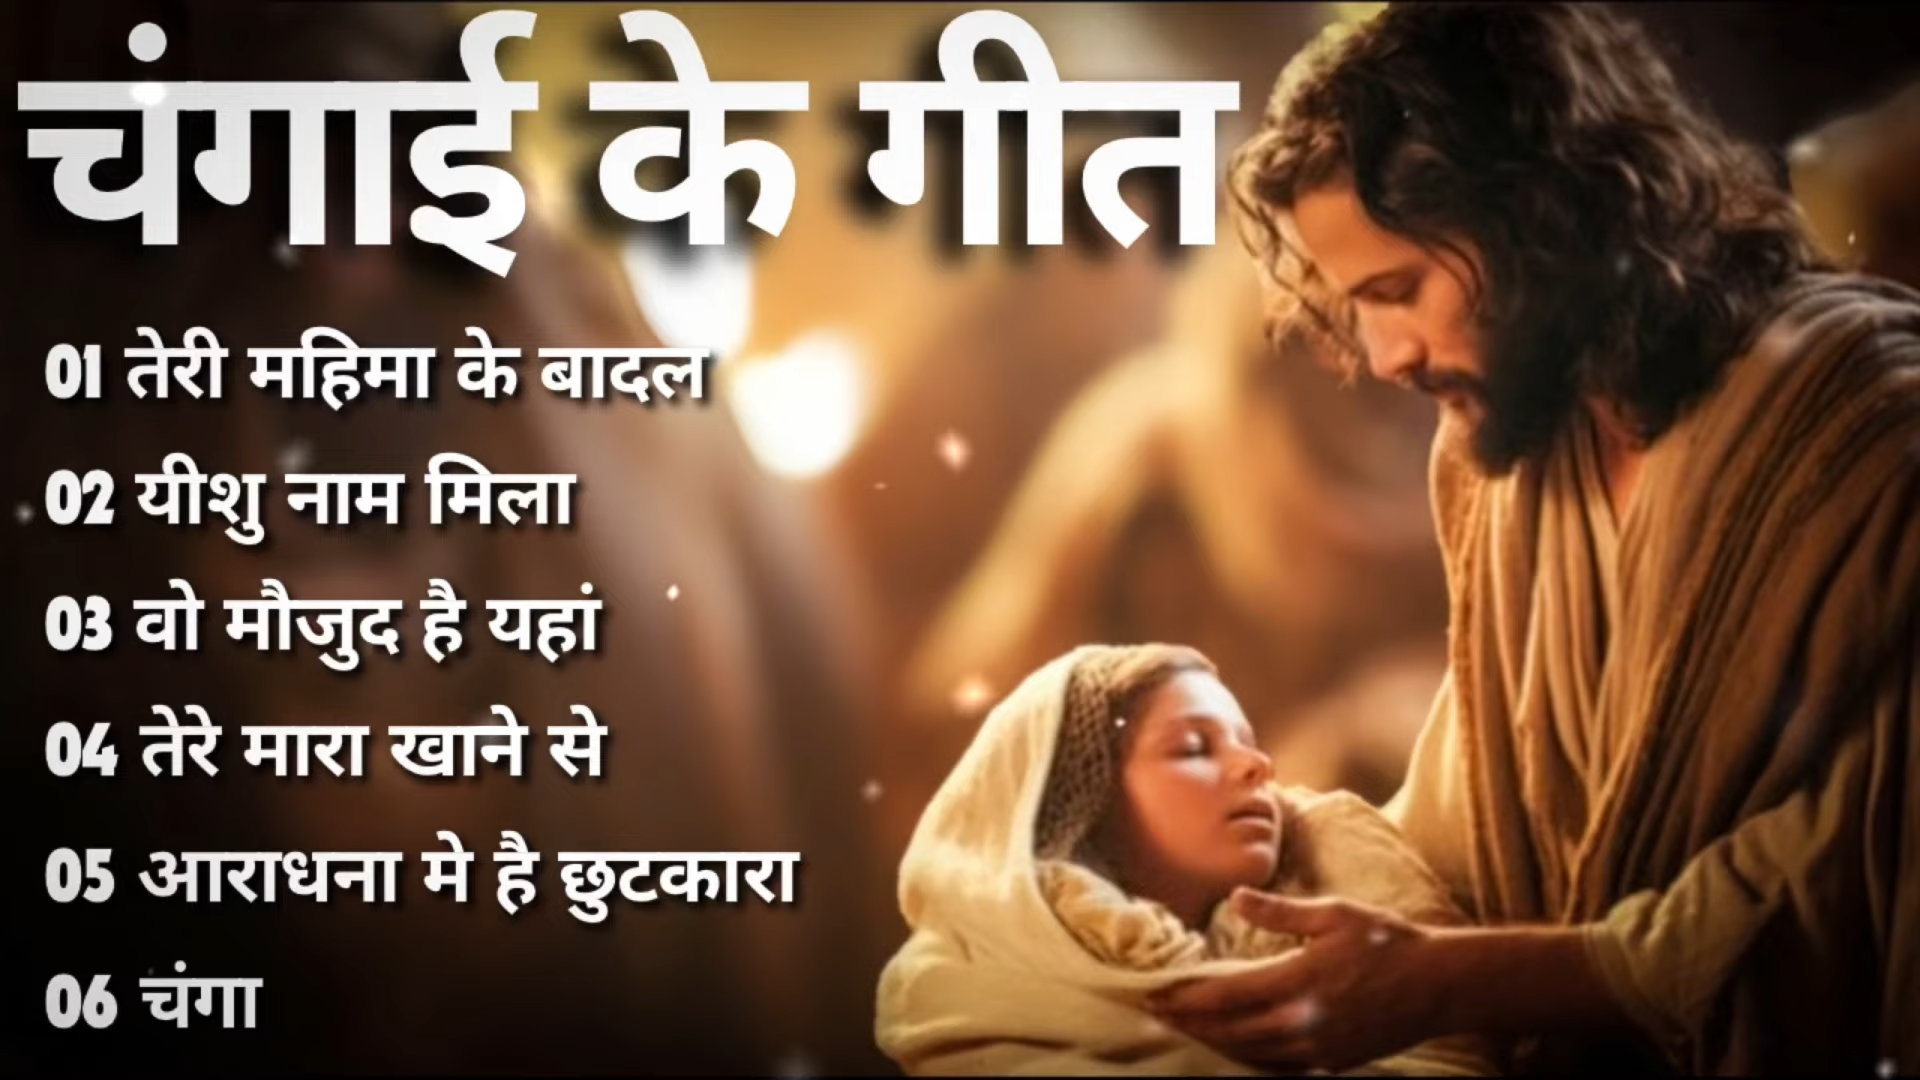 चंगाई के गीत
01 तेरी महिमा के बादल
02 यीशु नाम मिला
03 वो मौजुद है यहां
04 तेरे मारा खाने से
05 आराधना मे है छुटकारा
06 चंगा